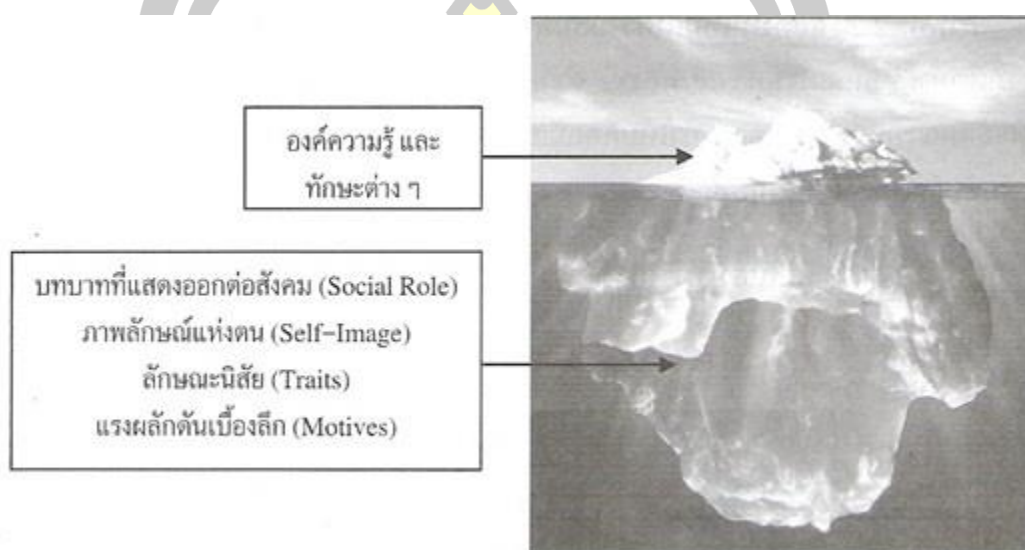 องค์ความรู้ และ
ทักษะต่าง ๆ
บทบาทที่แสดงออกต่อสังคม (Social Role)
ภาพลักษณ์แห่งตน (Self-Image)
ลักษณะนิสัย (Traits)
แรงผลักดันเบื้องลึก (Motives)